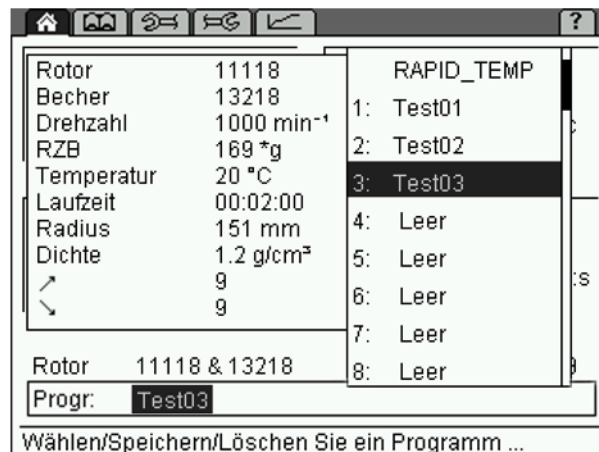 ?
Rotor 11118
Becher 13218
Drehzahl 1000 min⁻¹
RZB 169 *g
Temperatur 20 °C
Laufzeit 00:02:00
Radius 151 mm
Dichte 1.2 g/cm³
↗ 9
↘ 9
RAPID_TEMP
1: Test01
2: Test02
3: Test03
4: Leer
5: Leer
6: Leer
7: Leer
8: Leer
Rotor 11118 & 13218
Progr: Test03
Wählen/Speichern/Löschen Sie ein Programm ...